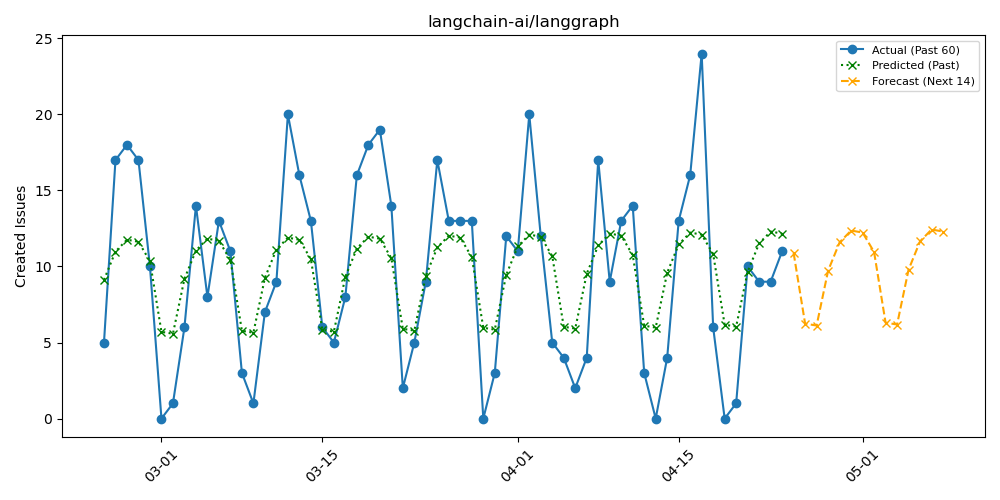 langchain-ai/langgraph
Created Issues
25
20
15
10
5
0
03-01
03-15
04-01
04-15
05-01
Actual (Past 60)
Predicted (Past)
Forecast (Next 14)